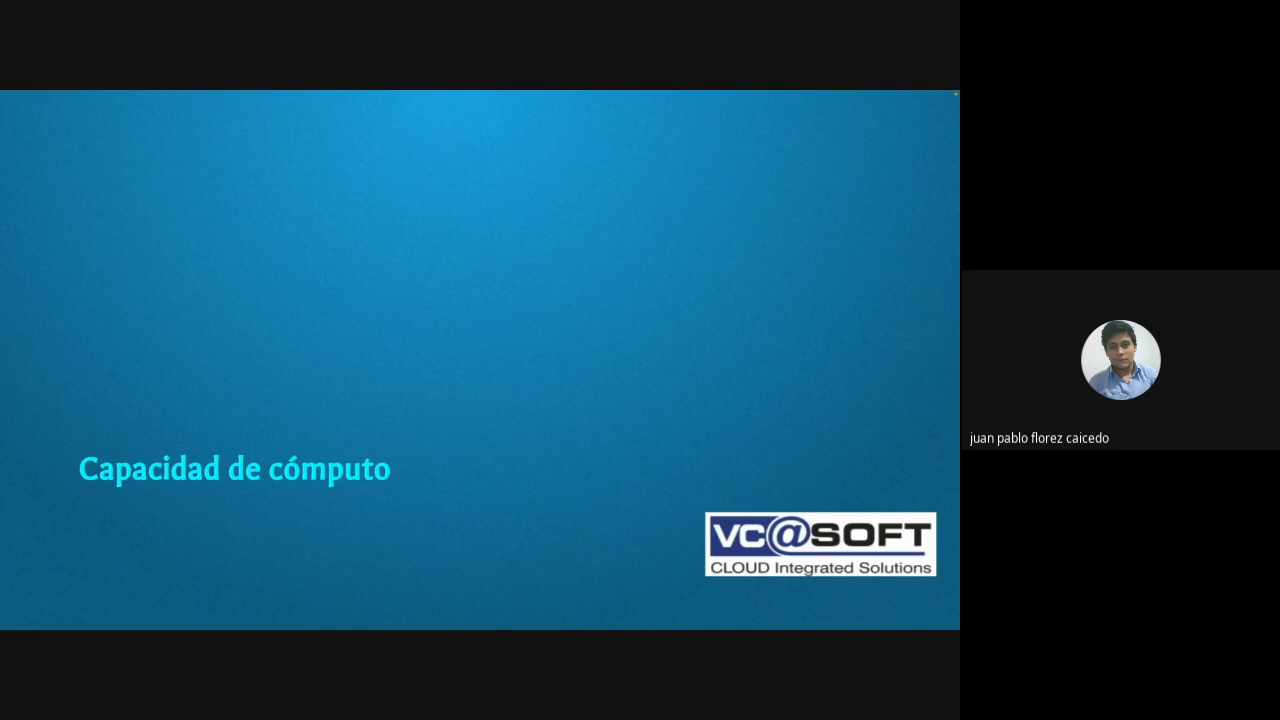 Capacidad de cómputo
VC@SOFT
CLOUD Integrated Solutions
juan pablo florez caicedo